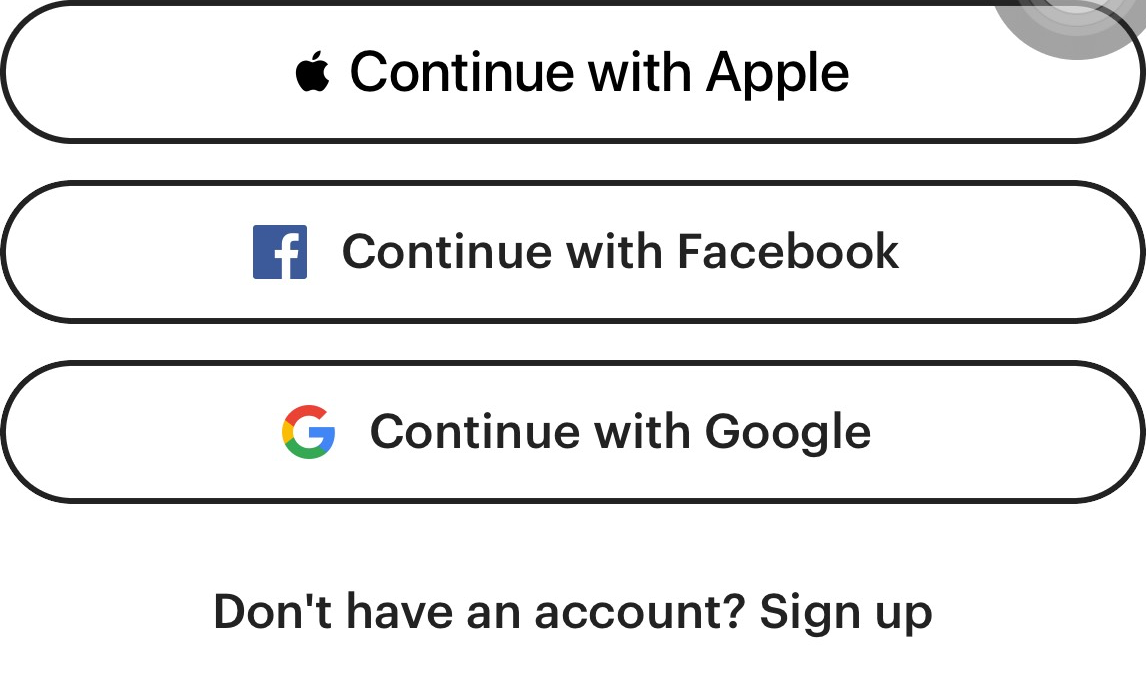 Continue with Apple
Continue with Facebook
Continue with Google
Don't have an account? Sign up